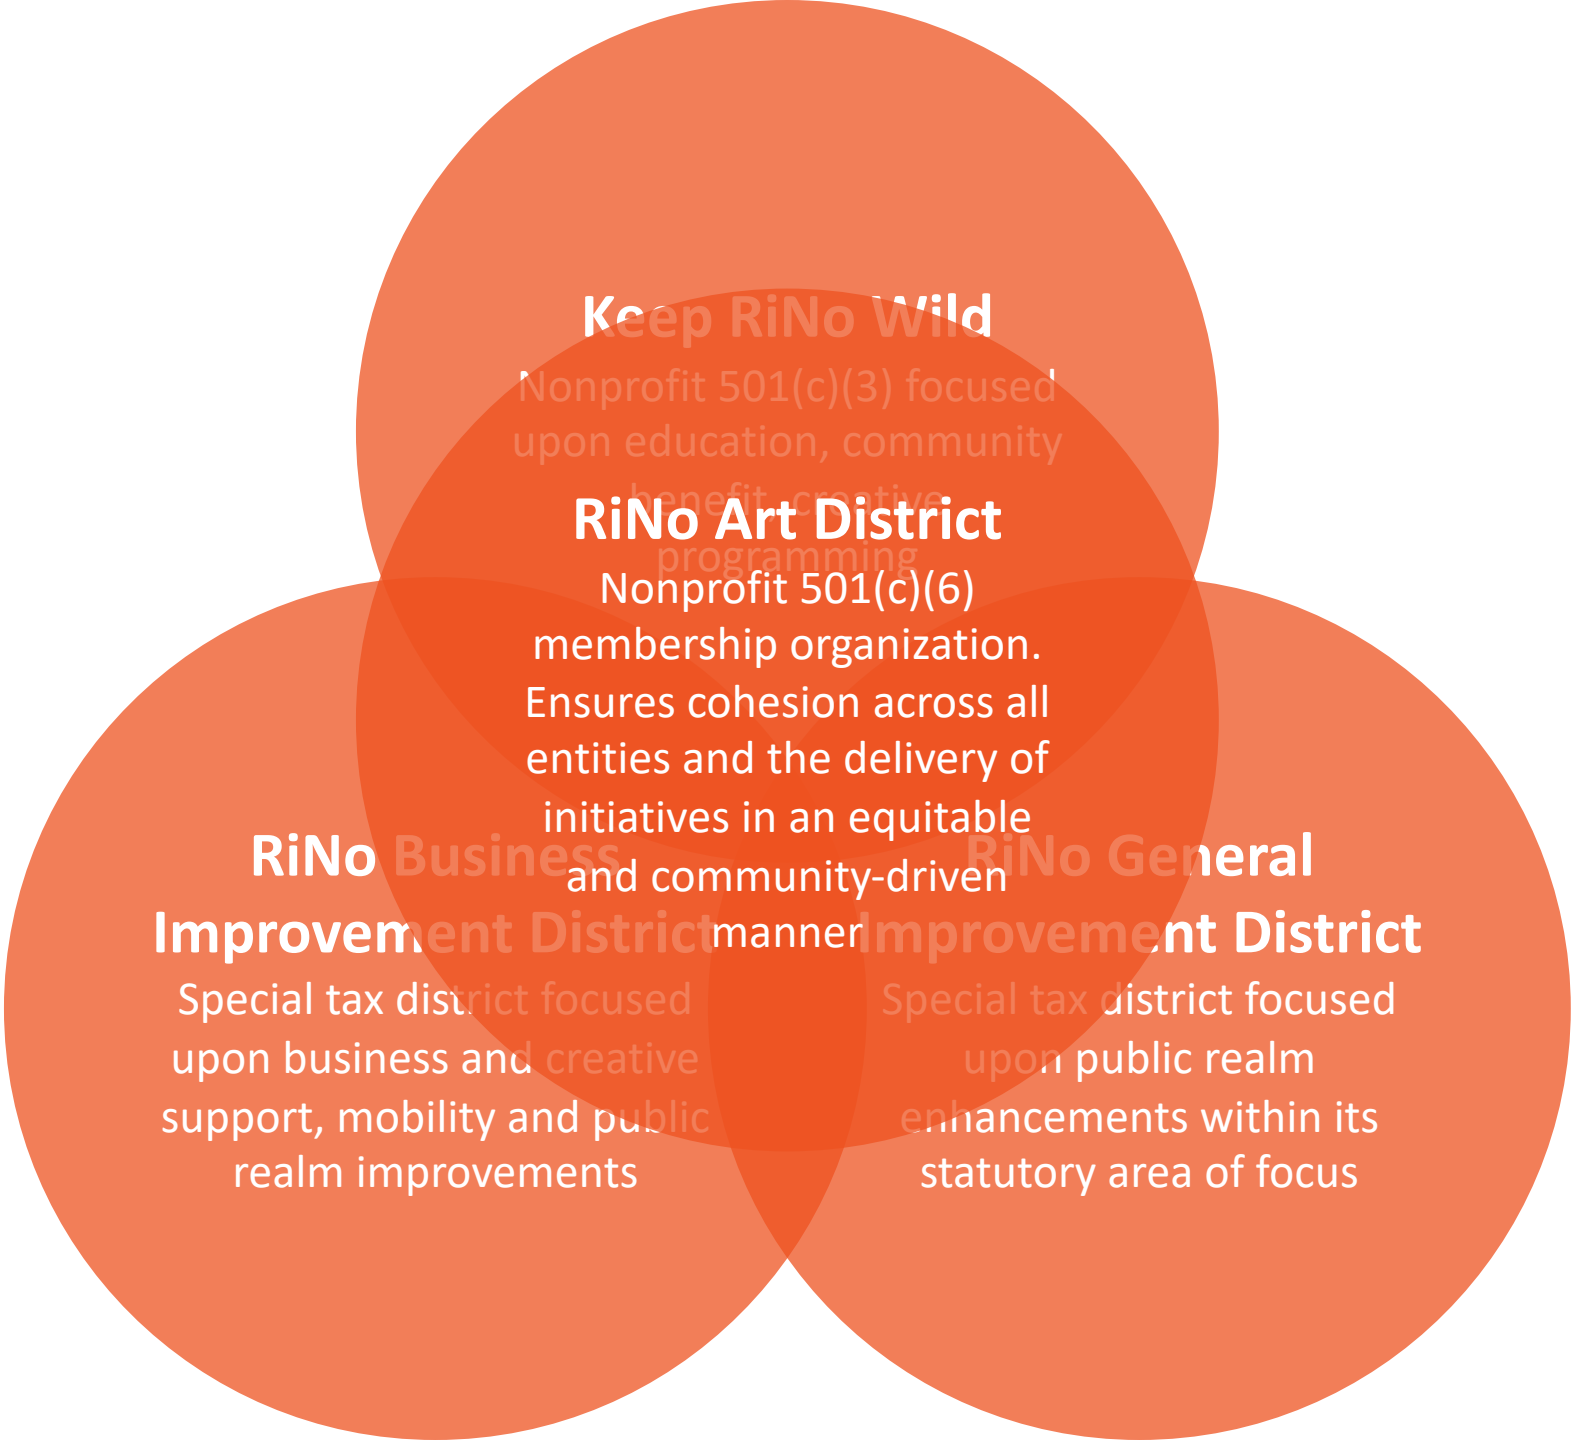 Keep RiNo Wild
Nonprofit 501(c)(3) focused
upon education, community
benefit, creative
programming
RiNo Art District
Nonprofit 501(c)(6)
membership organization.
Ensures cohesion across all
entities and the delivery of
initiatives in an equitable
and community-driven
manner
RiNo Business
Improvement District
Special tax district focused
upon business and creative
support, mobility and public
realm improvements
RiNo General
Improvement District
Special tax district focused
upon public realm
enhancements within its
statutory area of focus